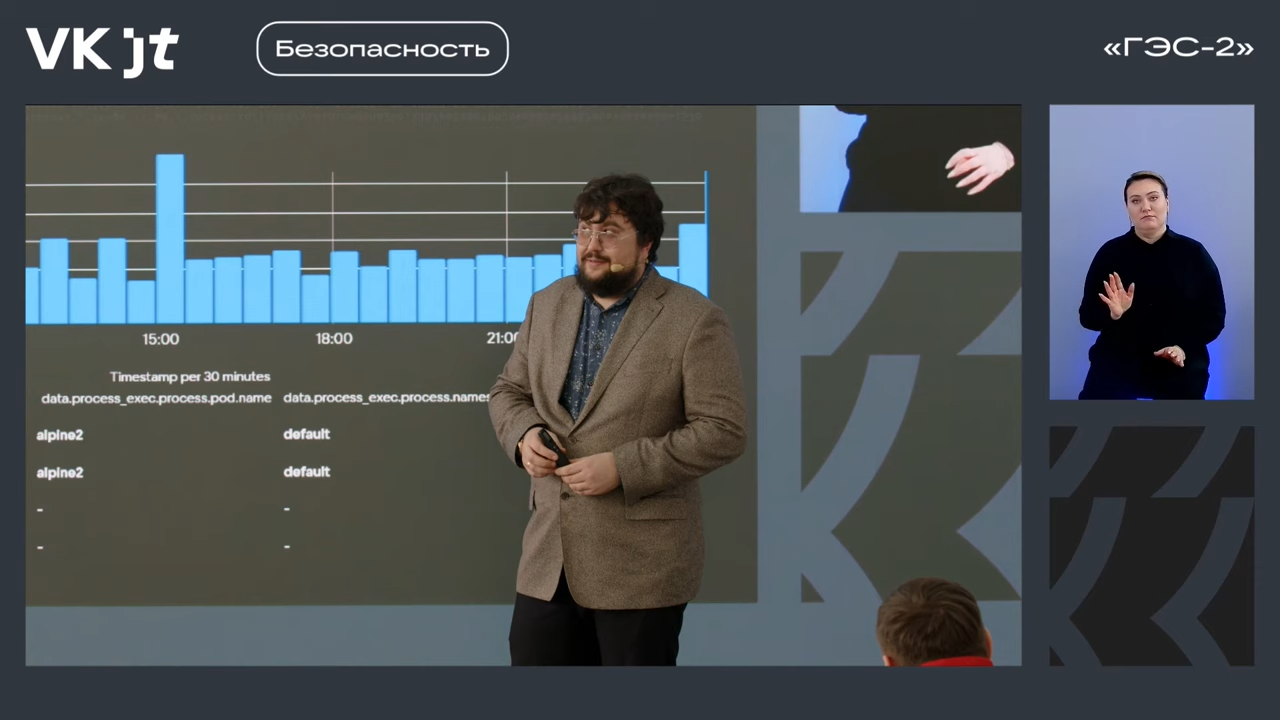 VK jt
Безопасность
«ГЭС-2»
15:00
18:00
21:00
Timestamp per 30 minutes
data.process_exec.process.pod.name
data.process_exec.process.names
alpine2
default
alpine2
default
-
-
-
-